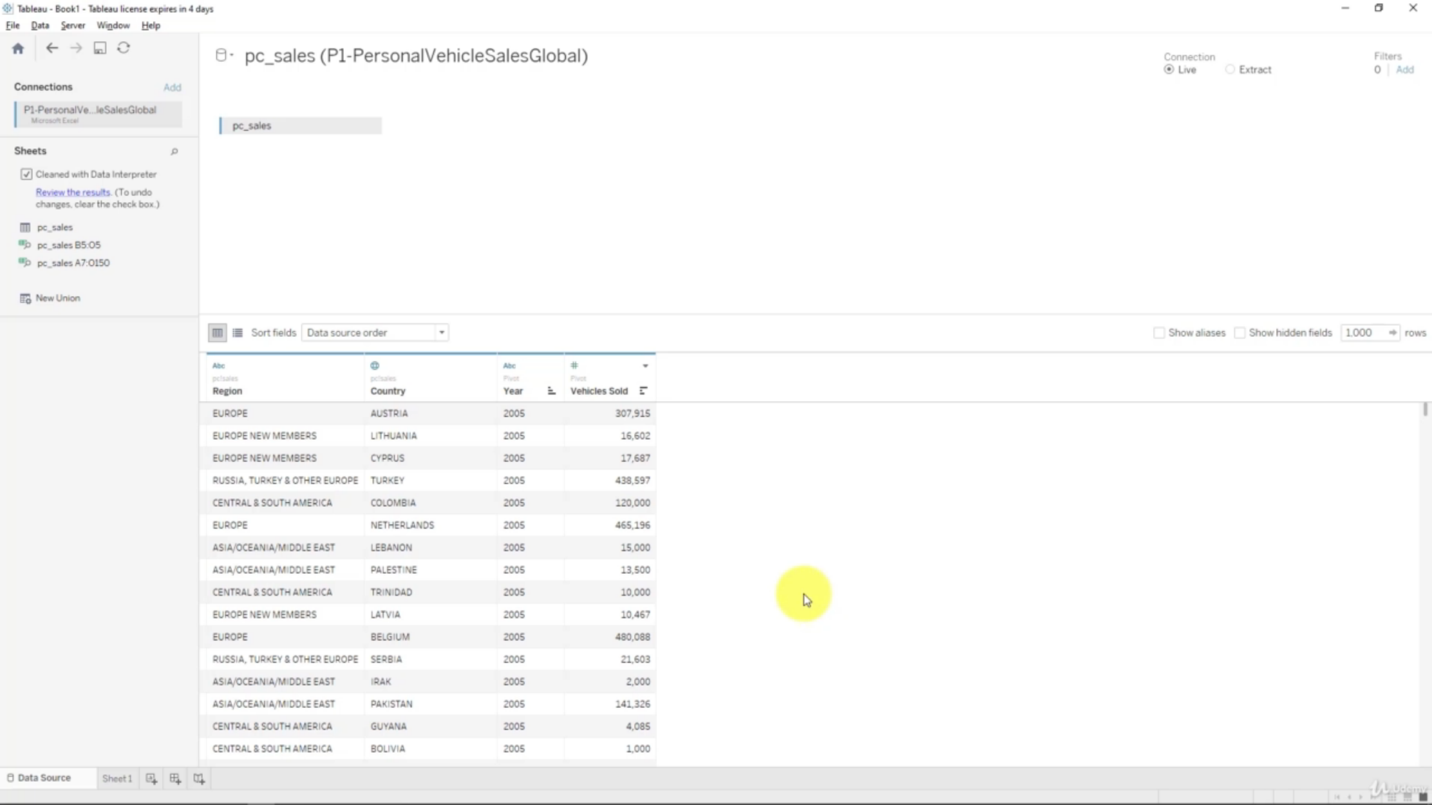 Tableau - Book1 - Tableau license expires in 4 days
File Data Server Window Help
Connections Add
P1-PersonalVe...leSalesGlobal
Microsoft Excel
Sheets
Cleaned with Data Interpreter
Review the results. (To undo
changes, clear the check box.)
pc_sales
pc_sales B5:O5
pc_sales A7:O150
New Union
pc_sales (P1-PersonalVehicleSalesGlobal)
Connection
Live Extract
Filters
0 Add
pc_sales
Sort fields Data source order Show aliases Show hidden fields 1,000 rows
Abc Abc #
pc!sales pc!sales Pivot Pivot
Region Country Year Vehicles Sold
EUROPE AUSTRIA 2005 307,915
EUROPE NEW MEMBERS LITHUANIA 2005 16,602
EUROPE NEW MEMBERS CYPRUS 2005 17,687
RUSSIA, TURKEY & OTHER EUROPE TURKEY 2005 438,597
CENTRAL & SOUTH AMERICA COLOMBIA 2005 120,000
EUROPE NETHERLANDS 2005 465,196
ASIA/OCEANIA/MIDDLE EAST LEBANON 2005 15,000
ASIA/OCEANIA/MIDDLE EAST PALESTINE 2005 13,500
CENTRAL & SOUTH AMERICA TRINIDAD 2005 10,000
EUROPE NEW MEMBERS LATVIA 2005 10,467
EUROPE BELGIUM 2005 480,088
RUSSIA, TURKEY & OTHER EUROPE SERBIA 2005 21,603
ASIA/OCEANIA/MIDDLE EAST IRAK 2005 2,000
ASIA/OCEANIA/MIDDLE EAST PAKISTAN 2005 141,326
CENTRAL & SOUTH AMERICA GUYANA 2005 4,085
CENTRAL & SOUTH AMERICA BOLIVIA 2005 1,000
Data Source Sheet1
Udemy